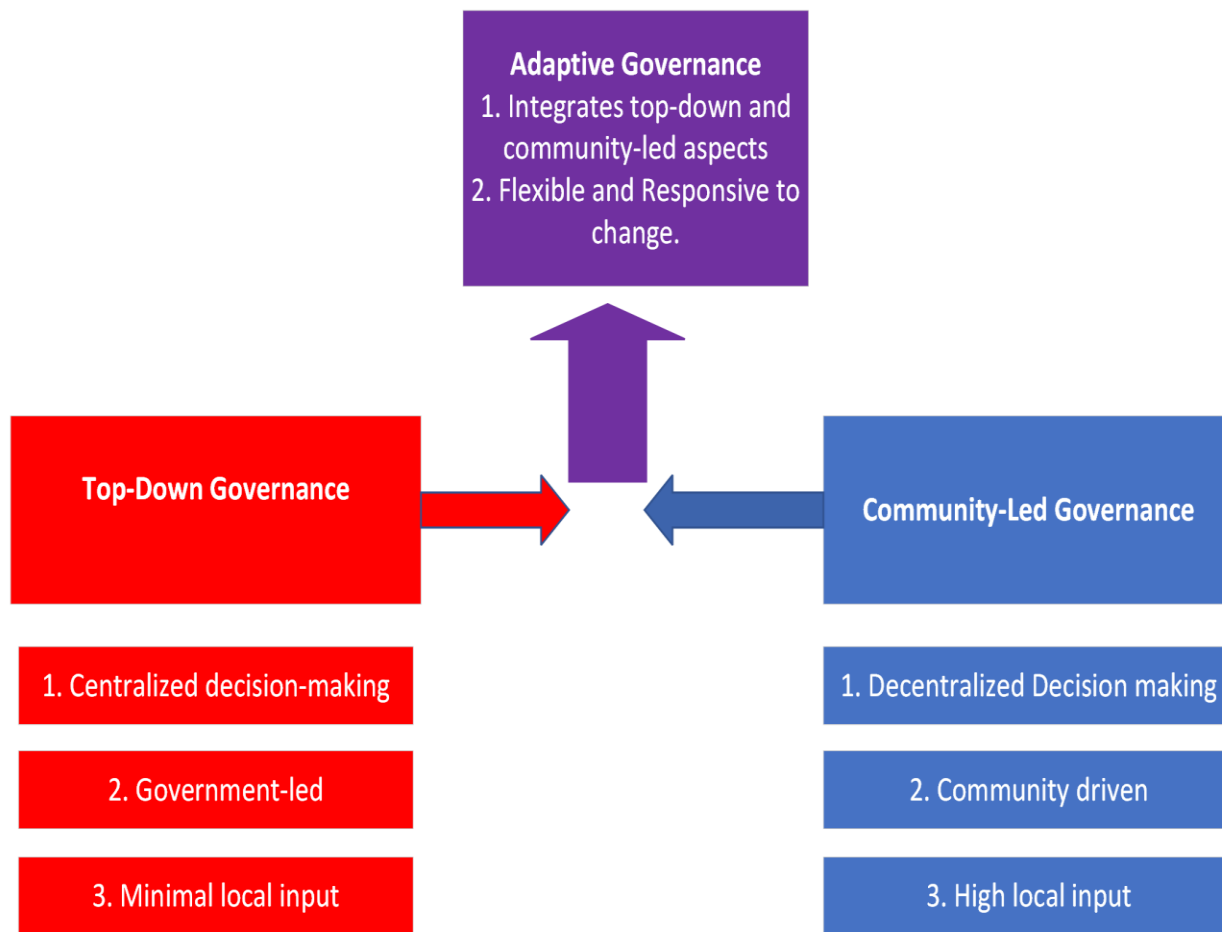 Adaptive Governance
1. Integrates top-down and
community-led aspects
2. Flexible and Responsive to
change.
Top-Down Governance
Community-Led Governance
1. Centralized decision-making
1. Decentralized Decision making
2. Government-led
2. Community driven
3. Minimal local input
3. High local input